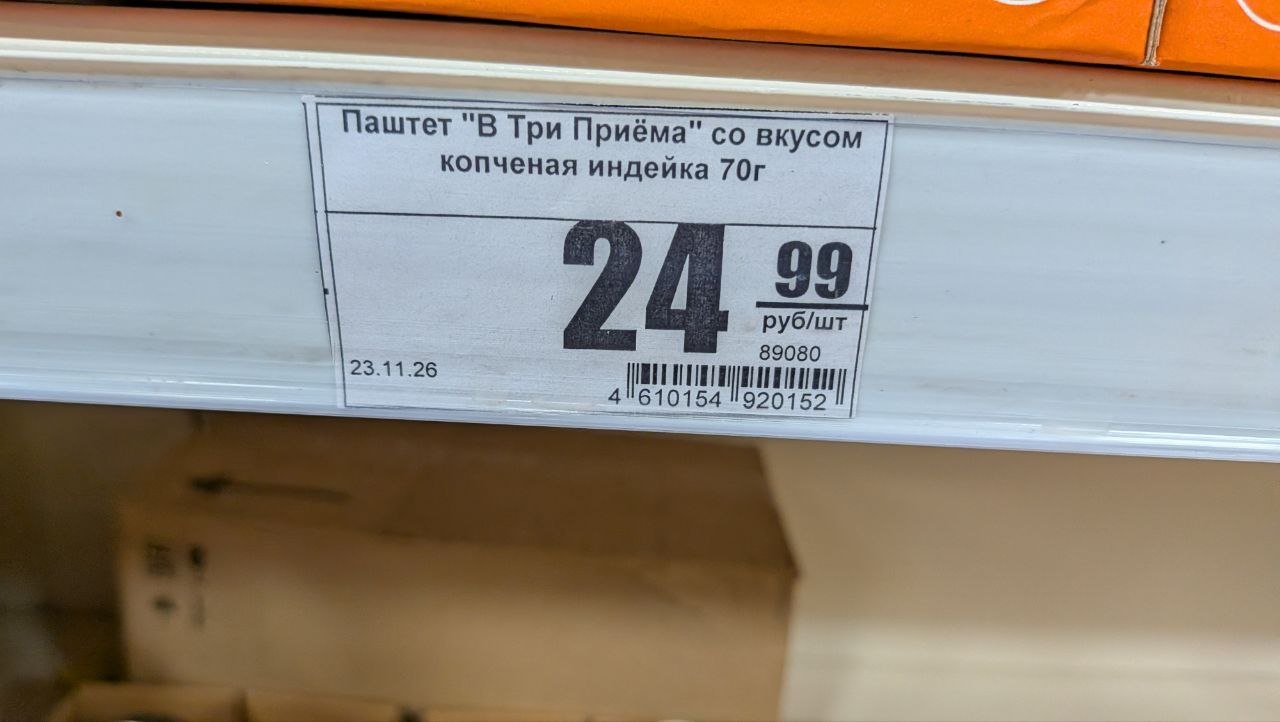 Паштет "В Три Приёма" со вкусом
копченая индейка 70г
24 99
руб/шт
89080
23.11.26
4 610154 920152